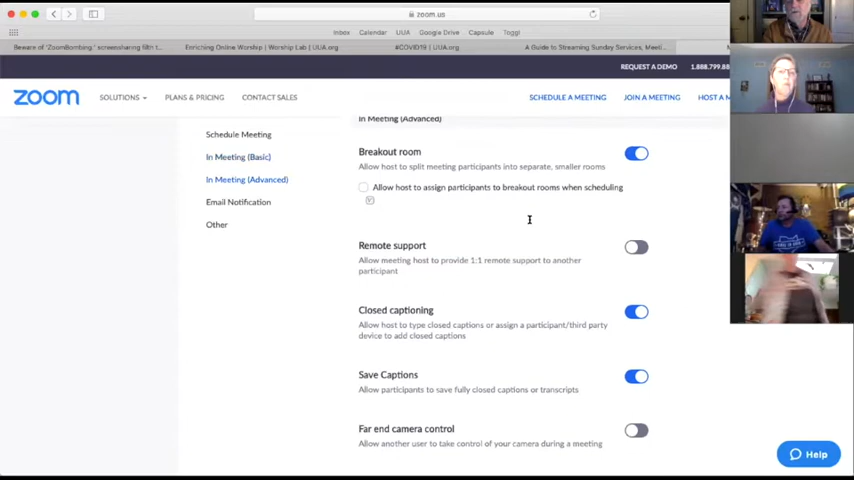 zoom.us
Inbox Calendar UUA Google Drive Capsule Toggl
Beware of 'ZoomBombing:' screensharing filth t... Enriching Online Worship | Worship Lab | UUA.org #COVID19 | UUA.org A Guide to Streaming Sunday Services, Meeti...
REQUEST A DEMO 1.888.799.88
zoom SOLUTIONS PLANS & PRICING CONTACT SALES SCHEDULE A MEETING JOIN A MEETING HOST A M
In Meeting (Advanced)
Schedule Meeting
In Meeting (Basic)
In Meeting (Advanced)
Email Notification
Other
Breakout room
Allow host to split meeting participants into separate, smaller rooms
Allow host to assign participants to breakout rooms when scheduling
Remote support
Allow meeting host to provide 1:1 remote support to another
participant
Closed captioning
Allow host to type closed captions or assign a participant/third party
device to add closed captions
Save Captions
Allow participants to save fully closed captions or transcripts
Far end camera control
Allow another user to take control of your camera during a meeting
Help